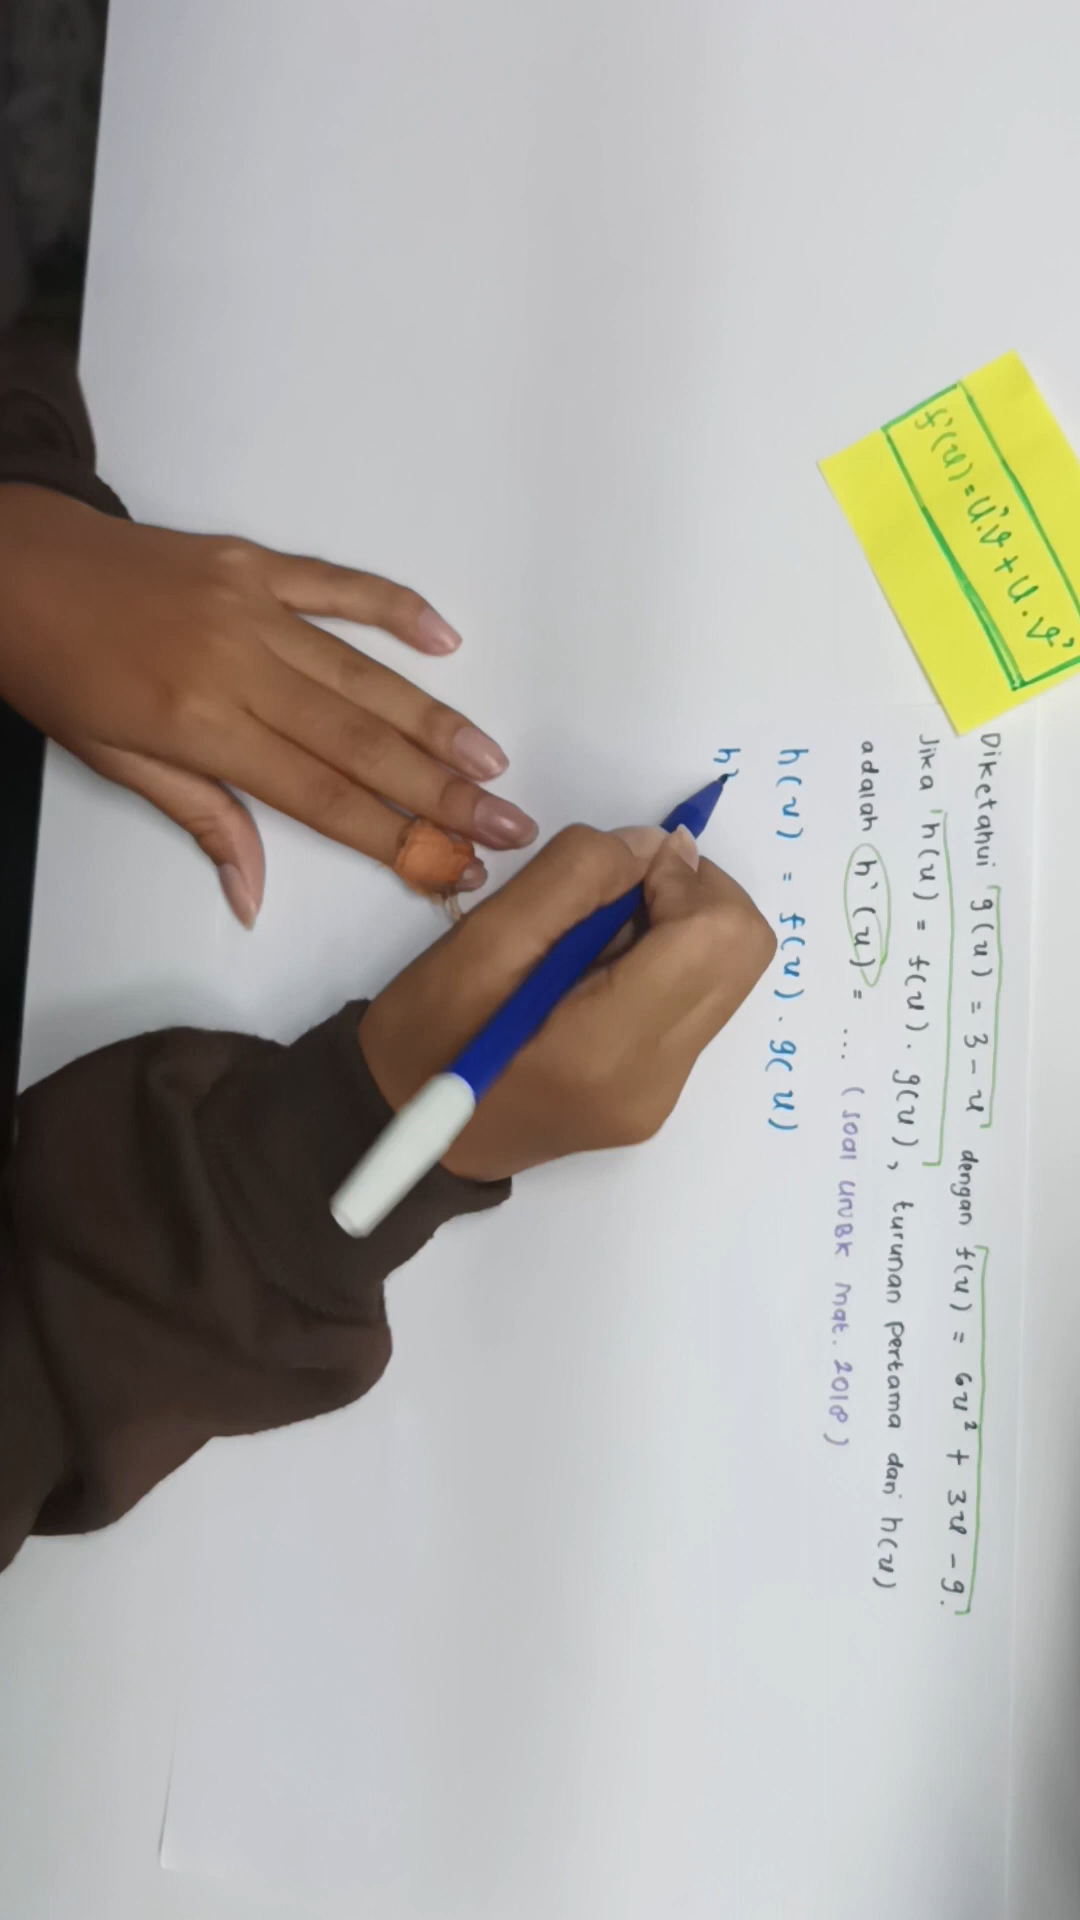 f'(u) = u'.v + u.v'
Diketahui g(u) = 3 - u dengan f(u) = 6u² + 3u - 9.
Jika h(u) = f(u) . g(u), turunan pertama dari h(u)
adalah h'(u) = ... (soal UNBK mat. 2018)
h(u) = f(u) . g(u)
h'